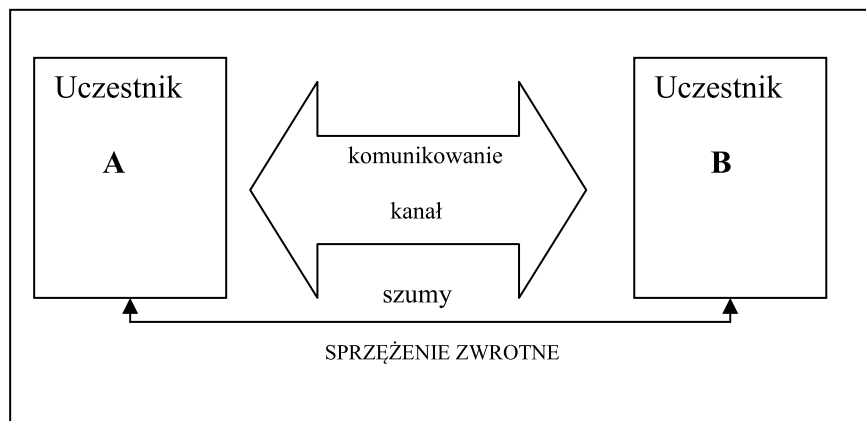 Uczestnik
A
komunikowanie
kanał
szumy
Uczestnik
B
SPRZĘŻENIE ZWROTNE